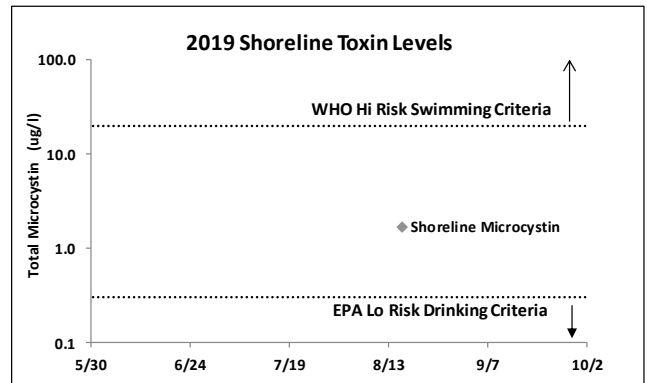 2019 Shoreline Toxin Levels
Total Microcystin (ug/l)
100.0
10.0
1.0
0.1
WHO Hi Risk Swimming Criteria
Shoreline Microcystin
EPA Lo Risk Drinking Criteria
5/30 6/24 7/19 8/13 9/7 10/2